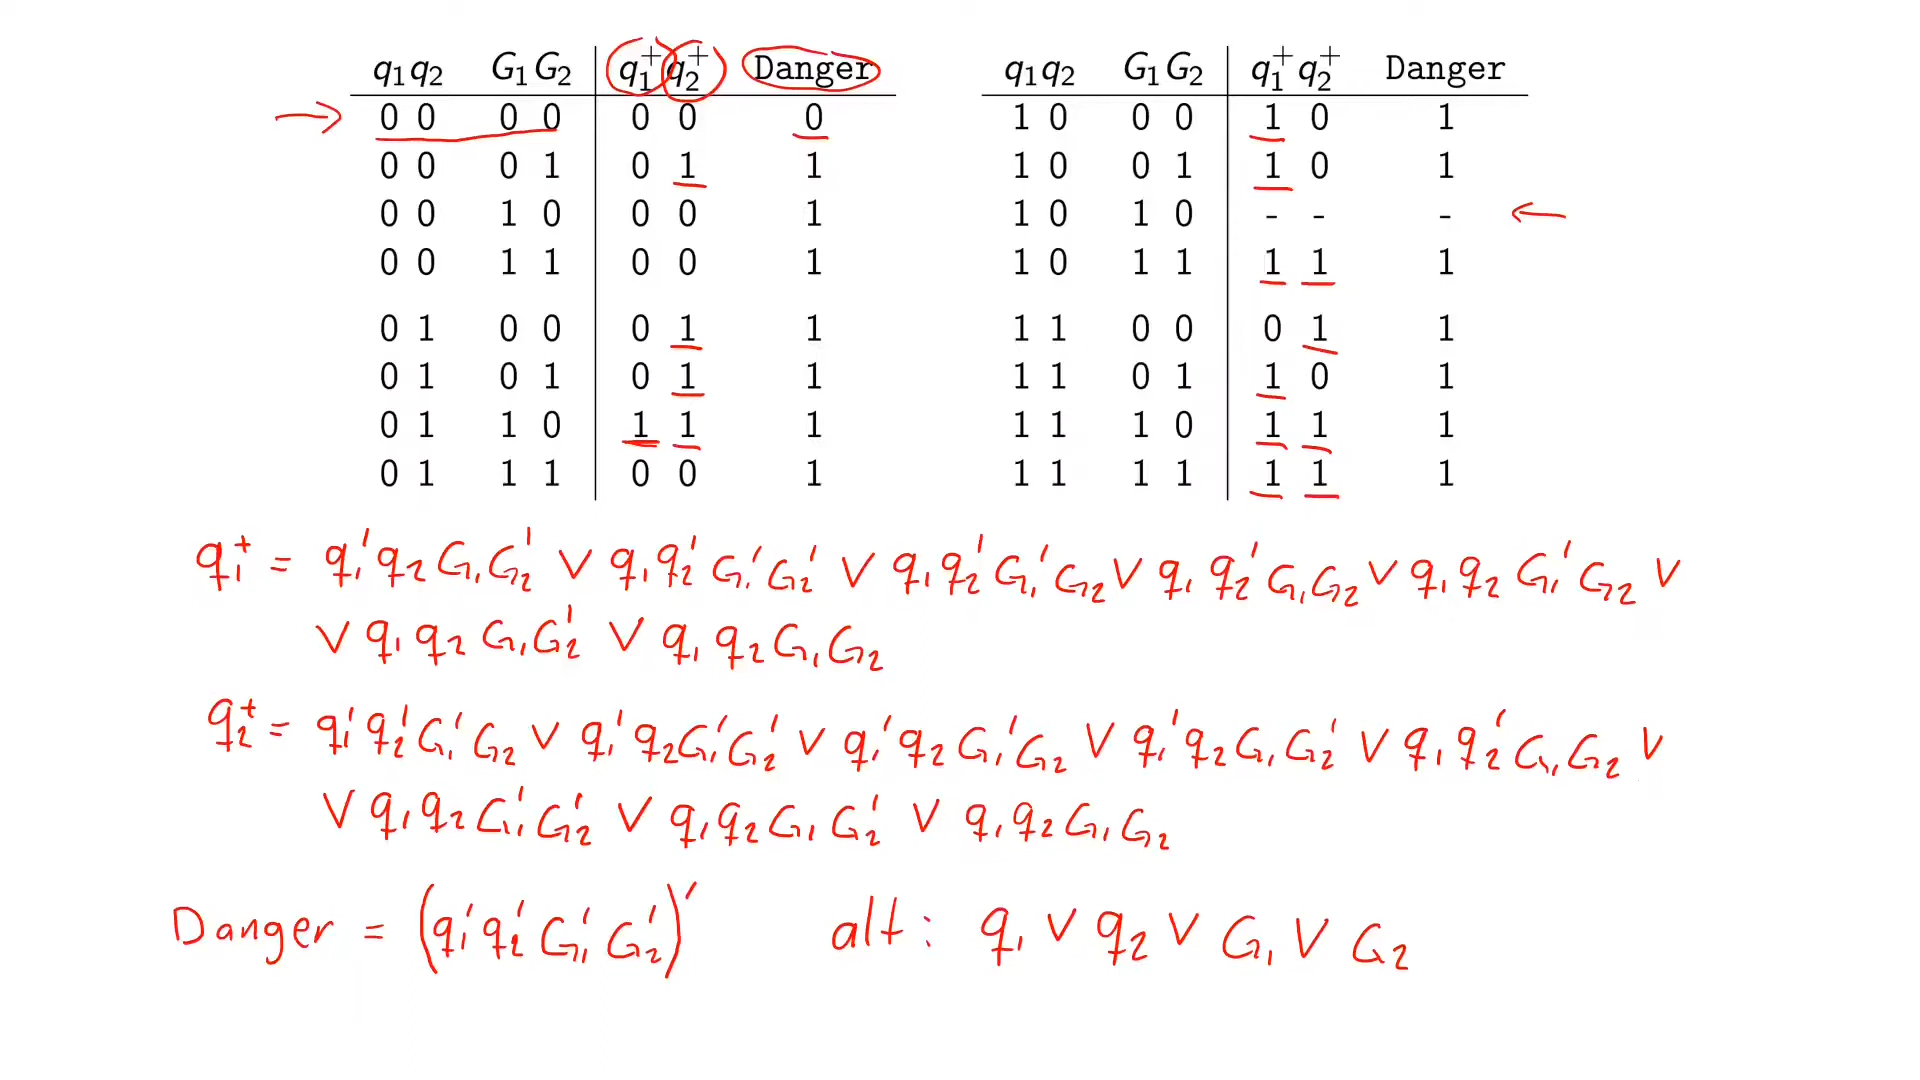 q₁q₂ G₁G₂ q₁⁺q₂⁺ Danger q₁q₂ G₁G₂ q₁⁺q₂⁺ Danger
0 0 0 0 0 0 0 1 0 0 0 1 0 1
0 0 0 1 0 1 1 1 0 0 1 1 0 1
0 0 1 0 0 0 1 1 0 1 0 - - -
0 0 1 1 0 0 1 1 0 1 1 1 1 1
0 1 0 0 0 1 1 1 1 0 0 0 1 1
0 1 0 1 0 1 1 1 1 0 1 1 0 1
0 1 1 0 1 1 1 1 1 1 0 1 1 1
0 1 1 1 0 0 1 1 1 1 1 1 1 1
q₁⁺ = q₁'q₂G₁G₂' ∨ q₁q₂'G₁'G₂' ∨ q₁q₂'G₁'G₂ ∨ q₁q₂'G₁G₂ ∨ q₁q₂G₁'G₂ ∨
∨ q₁q₂G₁G₂' ∨ q₁q₂G₁G₂
q₂⁺ = q₁'q₂'G₁'G₂ ∨ q₁'q₂G₁'G₂' ∨ q₁'q₂G₁'G₂ ∨ q₁'q₂G₁G₂' ∨ q₁q₂'G₁G₂ ∨
∨ q₁q₂G₁'G₂' ∨ q₁q₂G₁G₂' ∨ q₁q₂G₁G₂
Danger = (q₁'q₂'G₁'G₂')' alt: q₁ ∨ q₂ ∨ G₁ ∨ G₂